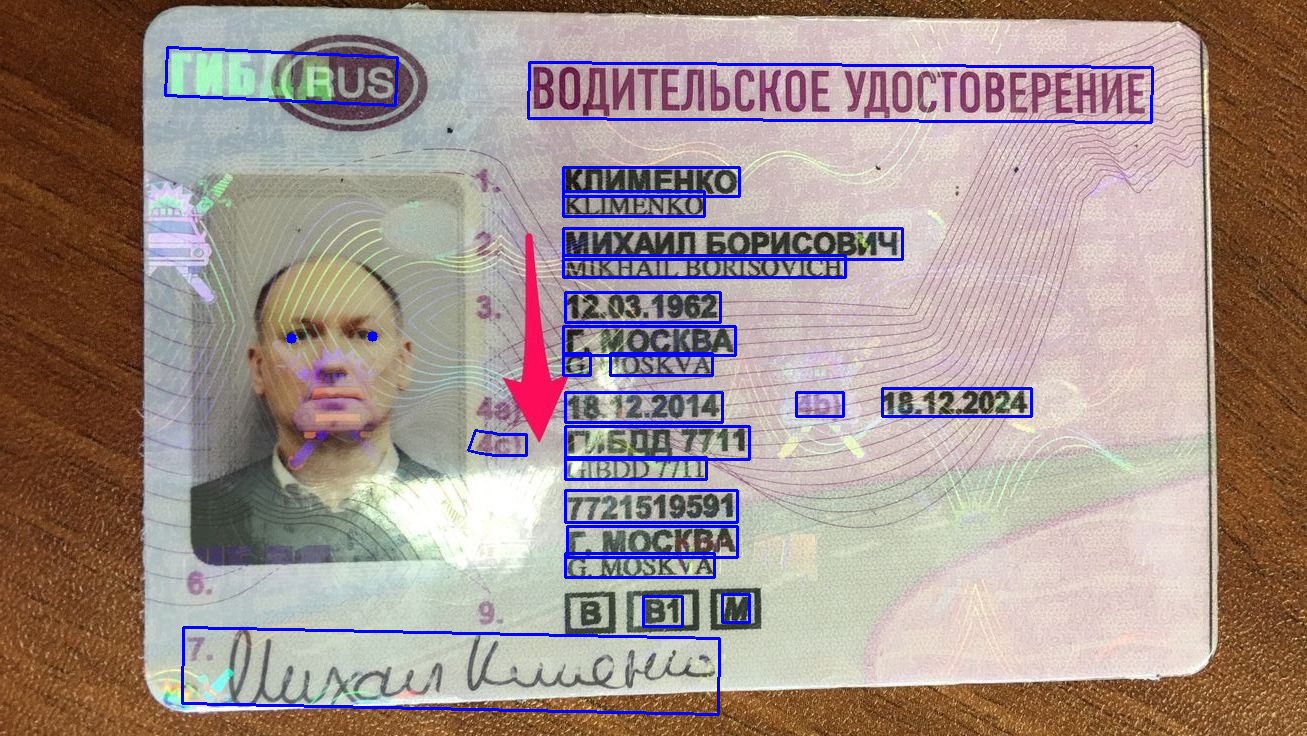 ГИБДД RUS ВОДИТЕЛЬСКОЕ УДОСТОВЕРЕНИЕ
1. КЛИМЕНКО
KLIMENKO
2. МИХАИЛ БОРИСОВИЧ
MIKHAIL BORISOVICH
3. 12.03.1962
Г. МОСКВА
G. MOSKVA
4a) 18.12.2014 4b) 18.12.2024
4c) ГИБДД 7711
GIBDD 7711
7721519591
Г. МОСКВА
G. MOSKVA
6.
9. B B1 M
7. Михаил Клименко